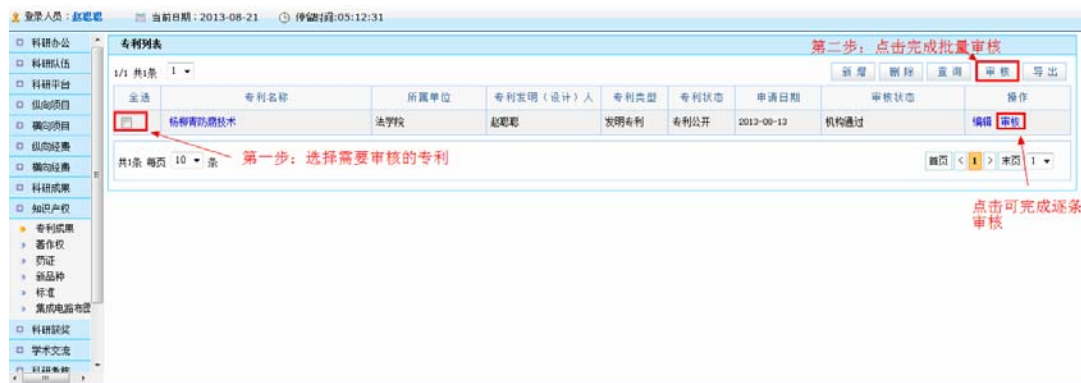 登录人员：赵聪聪 当前日期：2013-08-21 停留时间:05:12:31
科研办公
科研队伍
科研平台
纵向项目
横向项目
纵向经费
横向经费
科研成果
知识产权
专利成果
著作权
药证
新品种
标准
集成电路布图
科研获奖
学术交流
科研考核
专利列表
第二步：点击完成批量审核
1/1 共1条 1
新 增 删 除 查 询 审 核 导 出
全选 专利名称 所属单位 专利发明（设计）人 专利类型 专利状态 申请日期 审核状态 操作
杨柳青防腐技术 法学院 赵聪聪 发明专利 专利公开 2013-08-13 机构通过 编辑 审核
第一步：选择需要审核的专利
共1条 每页 10 条
首页 < 1 > 末页 1
点击可完成逐条
审核